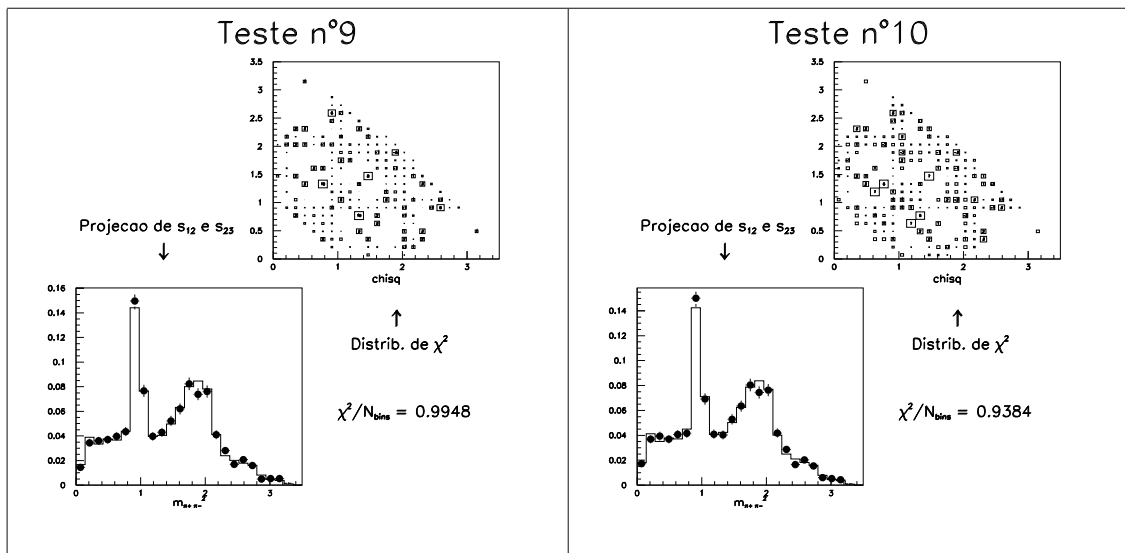 Teste n°9
3.5
3
2.5
2
1.5
1
0.5
0
0 1 2 3
chisq
Projecao de s₁₂ e s₂₃
↓
0.16
0.14
0.12
0.1
0.08
0.06
0.04
0.02
0
0 1 2 3
m²π+π-
↑
Distrib. de χ²
χ²/Nbins = 0.9948
Teste n°10
3.5
3
2.5
2
1.5
1
0.5
0
0 1 2 3
chisq
Projecao de s₁₂ e s₂₃
↓
0.14
0.12
0.1
0.08
0.06
0.04
0.02
0
0 1 2 3
m²π+π-
↑
Distrib. de χ²
χ²/Nbins = 0.9384